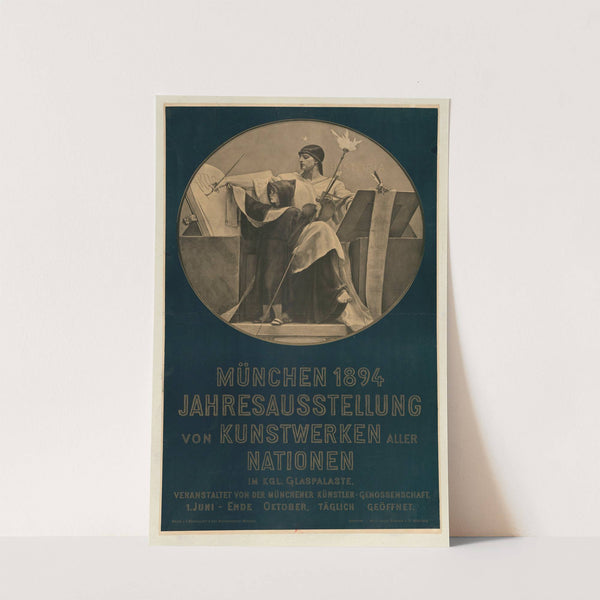 MÜNCHEN 1894
JAHRESAUSSTELLUNG
VON KUNSTWERKEN ALLER
NATIONEN
IM KGL. GLASPALASTE.
VERANSTALTET VON DER MÜNCHENER KÜNSTLER-GENOSSENSCHAFT.
1. JUNI - ENDE OKTOBER, TÄGLICH GEÖFFNET.